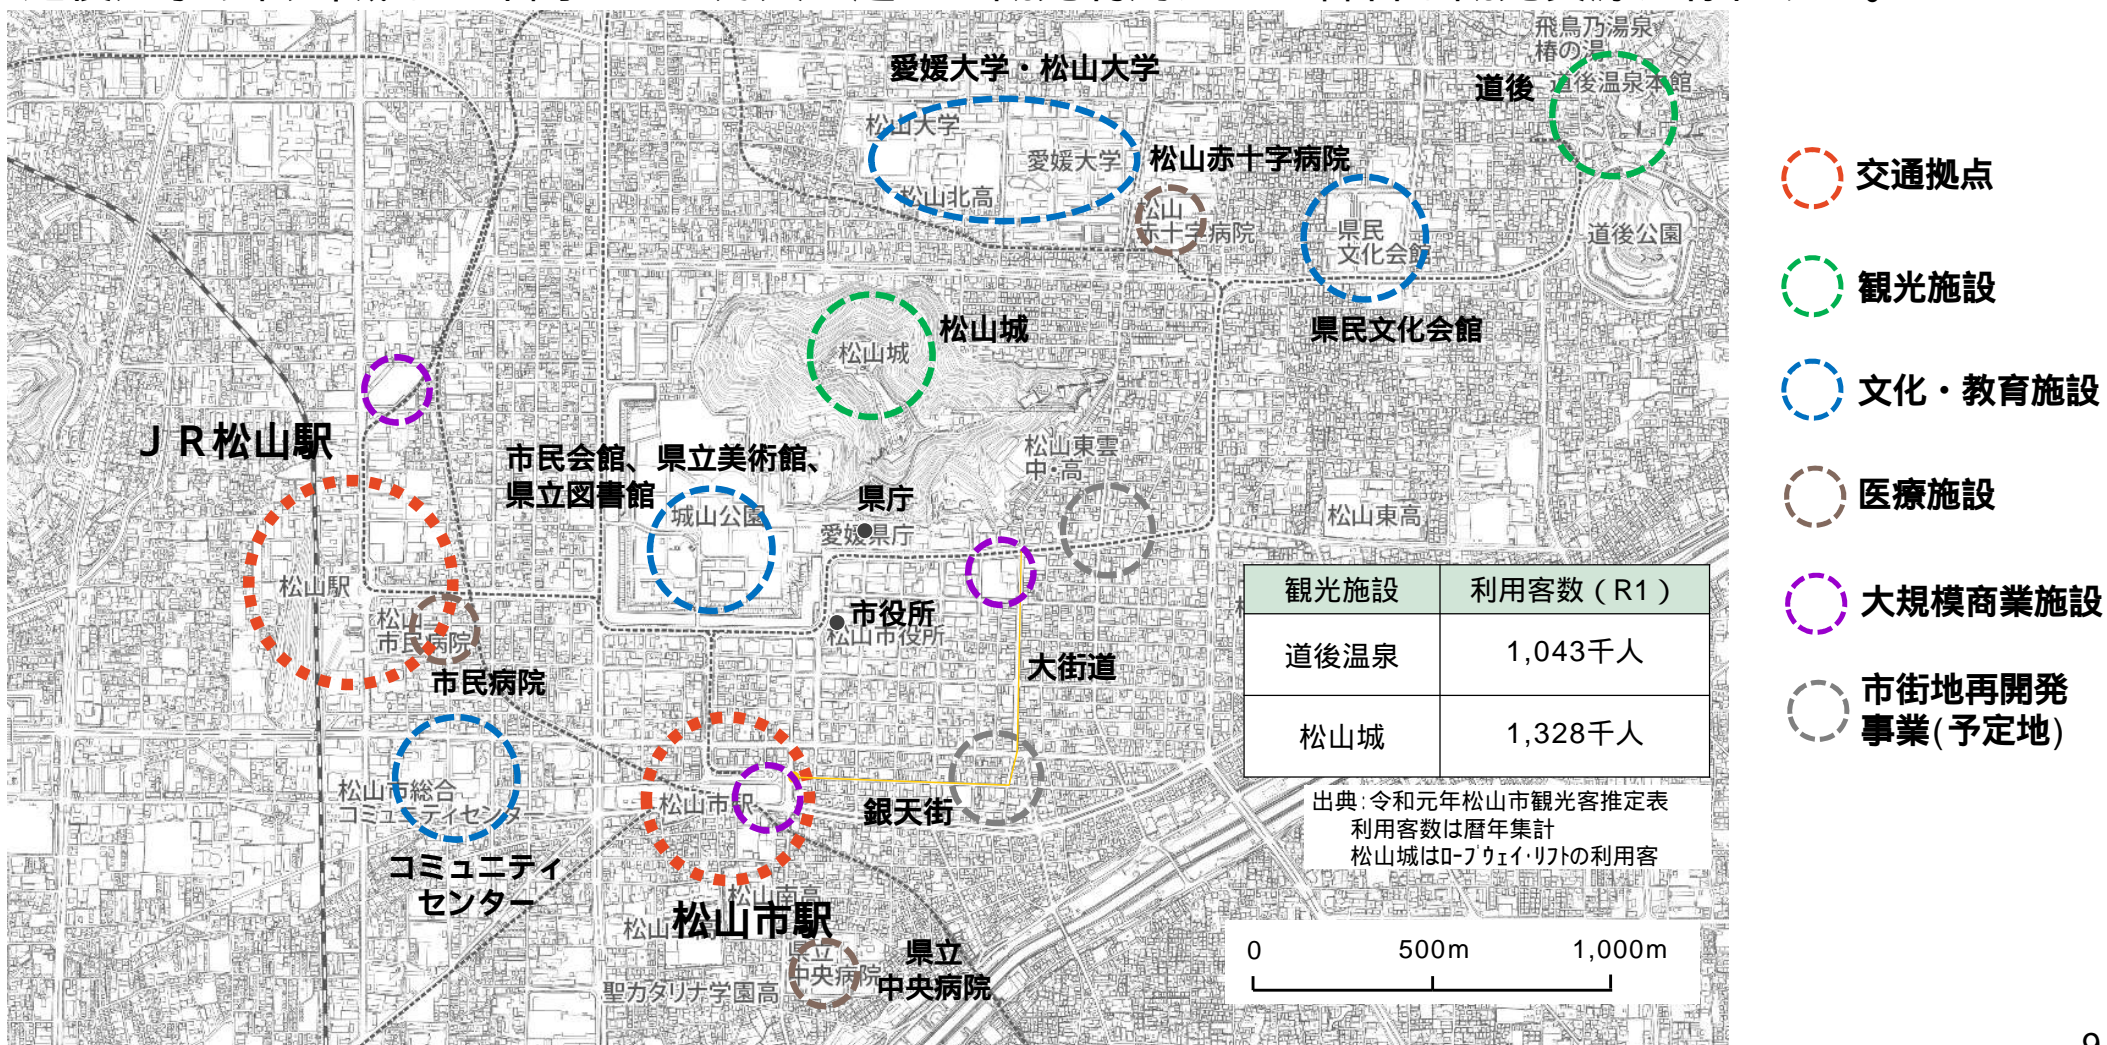 飛鳥乃湯泉
椿の湯
愛媛大学・松山大学
道後
道後温泉本館
松山大学
愛媛大学
松山赤十字病院
松山北高
松山
赤十字病院
県民
文化会館
道後公園
県民文化会館
松山城
松山城
ＪＲ松山駅
市民会館、県立美術館、
県立図書館
松山東雲
中・高
県庁
城山公園
愛媛県庁
松山東高
松山駅
松山
市民病院
市民病院
市役所
松山市役所
大街道
観光施設 利用客数（R1）
道後温泉 1,043千人
松山城 1,328千人
出典：令和元年松山市観光客推定表
利用客数は暦年集計
松山城はﾛｰﾌﾟｳｪｲ・ﾘﾌﾄの利用客
松山市総合
コミュニティセンター
松山市駅
銀天街
コミュニティ
センター
松山南高
松山市駅
県立
中央病院
中央病院
聖カタリナ学園高
0 500m 1,000m
交通拠点
観光施設
文化・教育施設
医療施設
大規模商業施設
市街地再開発
事業(予定地)